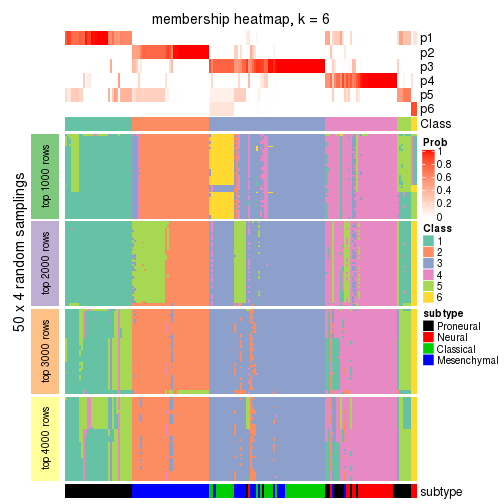 membership heatmap, k = 6
p1
p2
p3
p4
p5
p6
Class
50 x 4 random samplings
top 1000 rows
top 2000 rows
top 3000 rows
top 4000 rows
Prob
1
0.8
0.6
0.4
0.2
0
Class
1
2
3
4
5
6
subtype
Proneural
Neural
Classical
Mesenchymal
subtype